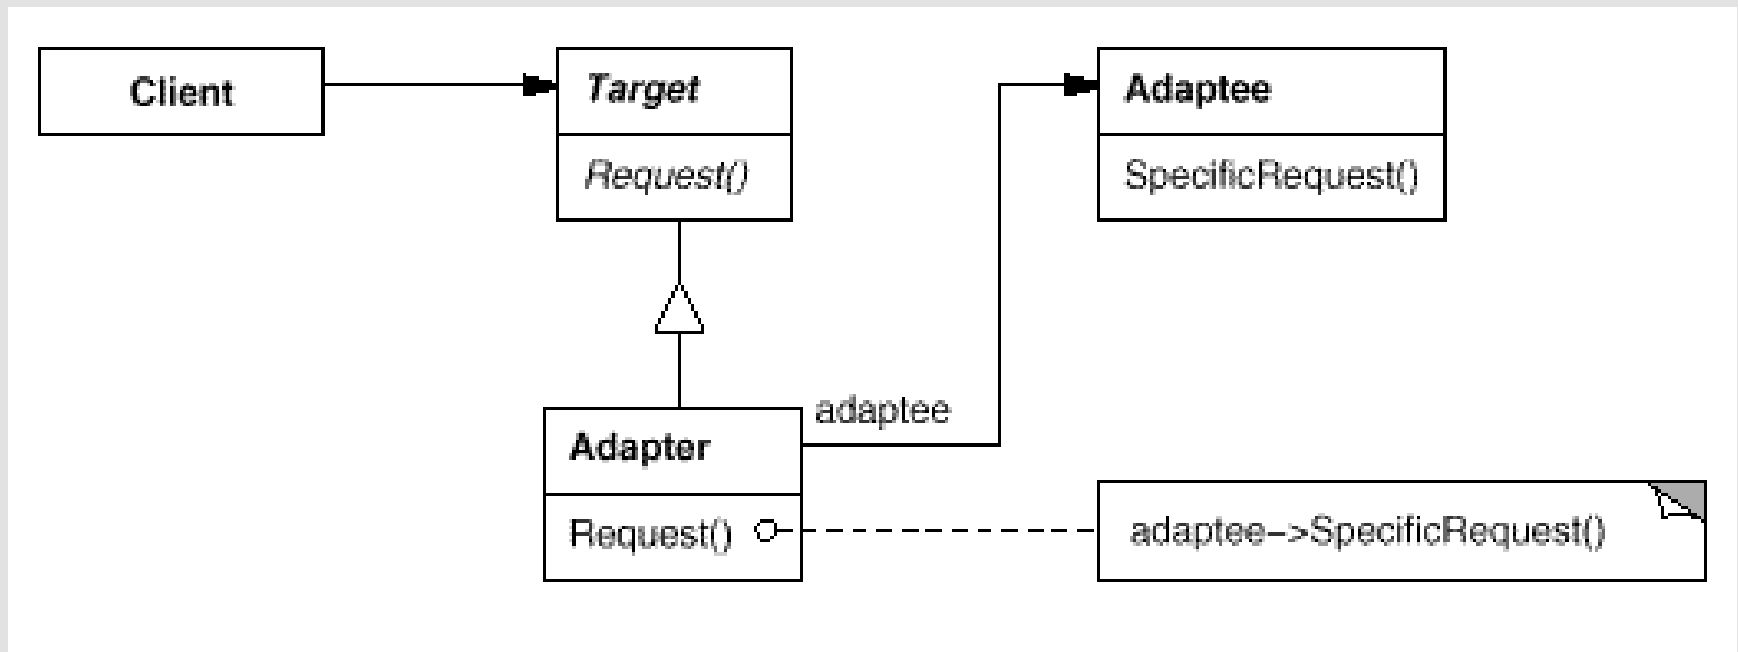 Client
Target
Request()
Adaptee
SpecificRequest()
adaptee
Adapter
Request()
adaptee–>SpecificRequest()